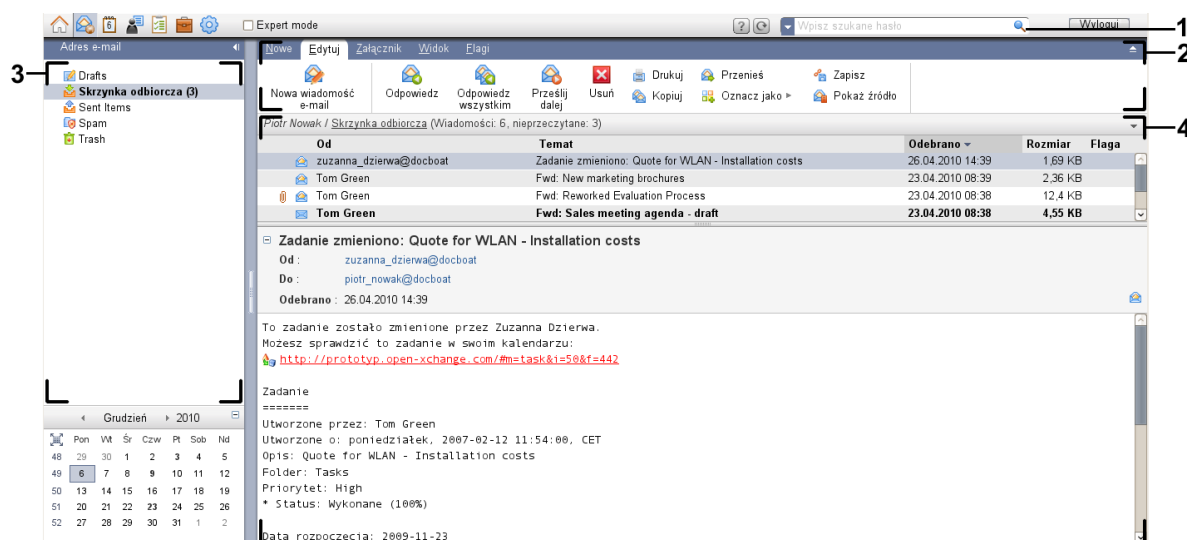 6 Expert mode ? Wpisz szukane hasło Wyloguj 1
Adres e-mail
Nowe Edytuj Załącznik Widok Flagi 2
3
Drafts
Skrzynka odbiorcza (3)
Sent Items
Spam
Trash
Nowa wiadomość e-mail
Odpowiedz
Odpowiedz wszystkim
Prześlij dalej
Usuń
Drukuj
Kopiuj
Przenieś
Oznacz jako
Zapisz
Pokaż źródło
Piotr Nowak / Skrzynka odbiorcza (Wiadomości: 6, nieprzeczytane: 3) 4
Od Temat Odebrano Rozmiar Flaga
zuzanna_dzierwa@docboat Zadanie zmieniono: Quote for WLAN - Installation costs 26.04.2010 14:39 1,69 KB
Tom Green Fwd: New marketing brochures 23.04.2010 08:39 2,36 KB
Tom Green Fwd: Reworked Evaluation Process 23.04.2010 08:38 12,4 KB
Tom Green Fwd: Sales meeting agenda - draft 23.04.2010 08:38 4,55 KB
Zadanie zmieniono: Quote for WLAN - Installation costs
Od : zuzanna_dzierwa@docboat
Do : piotr_nowak@docboat
Odebrano : 26.04.2010 14:39
To zadanie zostało zmienione przez Zuzanna Dzierwa.
Możesz sprawdzić to zadanie w swoim kalendarzu:
http://prototyp.open-xchange.com/#m=task&i=50&f=442
Zadanie
=======
Utworzone przez: Tom Green
Utworzone o: poniedziałek, 2007-02-12 11:54:00, CET
Opis: Quote for WLAN - Installation costs
Folder: Tasks
Priorytet: High
* Status: Wykonane (100%)
Data rozpoczęcia: 2009-11-23
Grudzień 2010
Pon Wt Śr Czw Pt Sob Nd
48 29 30 1 2 3 4 5
49 6 7 8 9 10 11 12
50 13 14 15 16 17 18 19
51 20 21 22 23 24 25 26
52 27 28 29 30 31 1 2